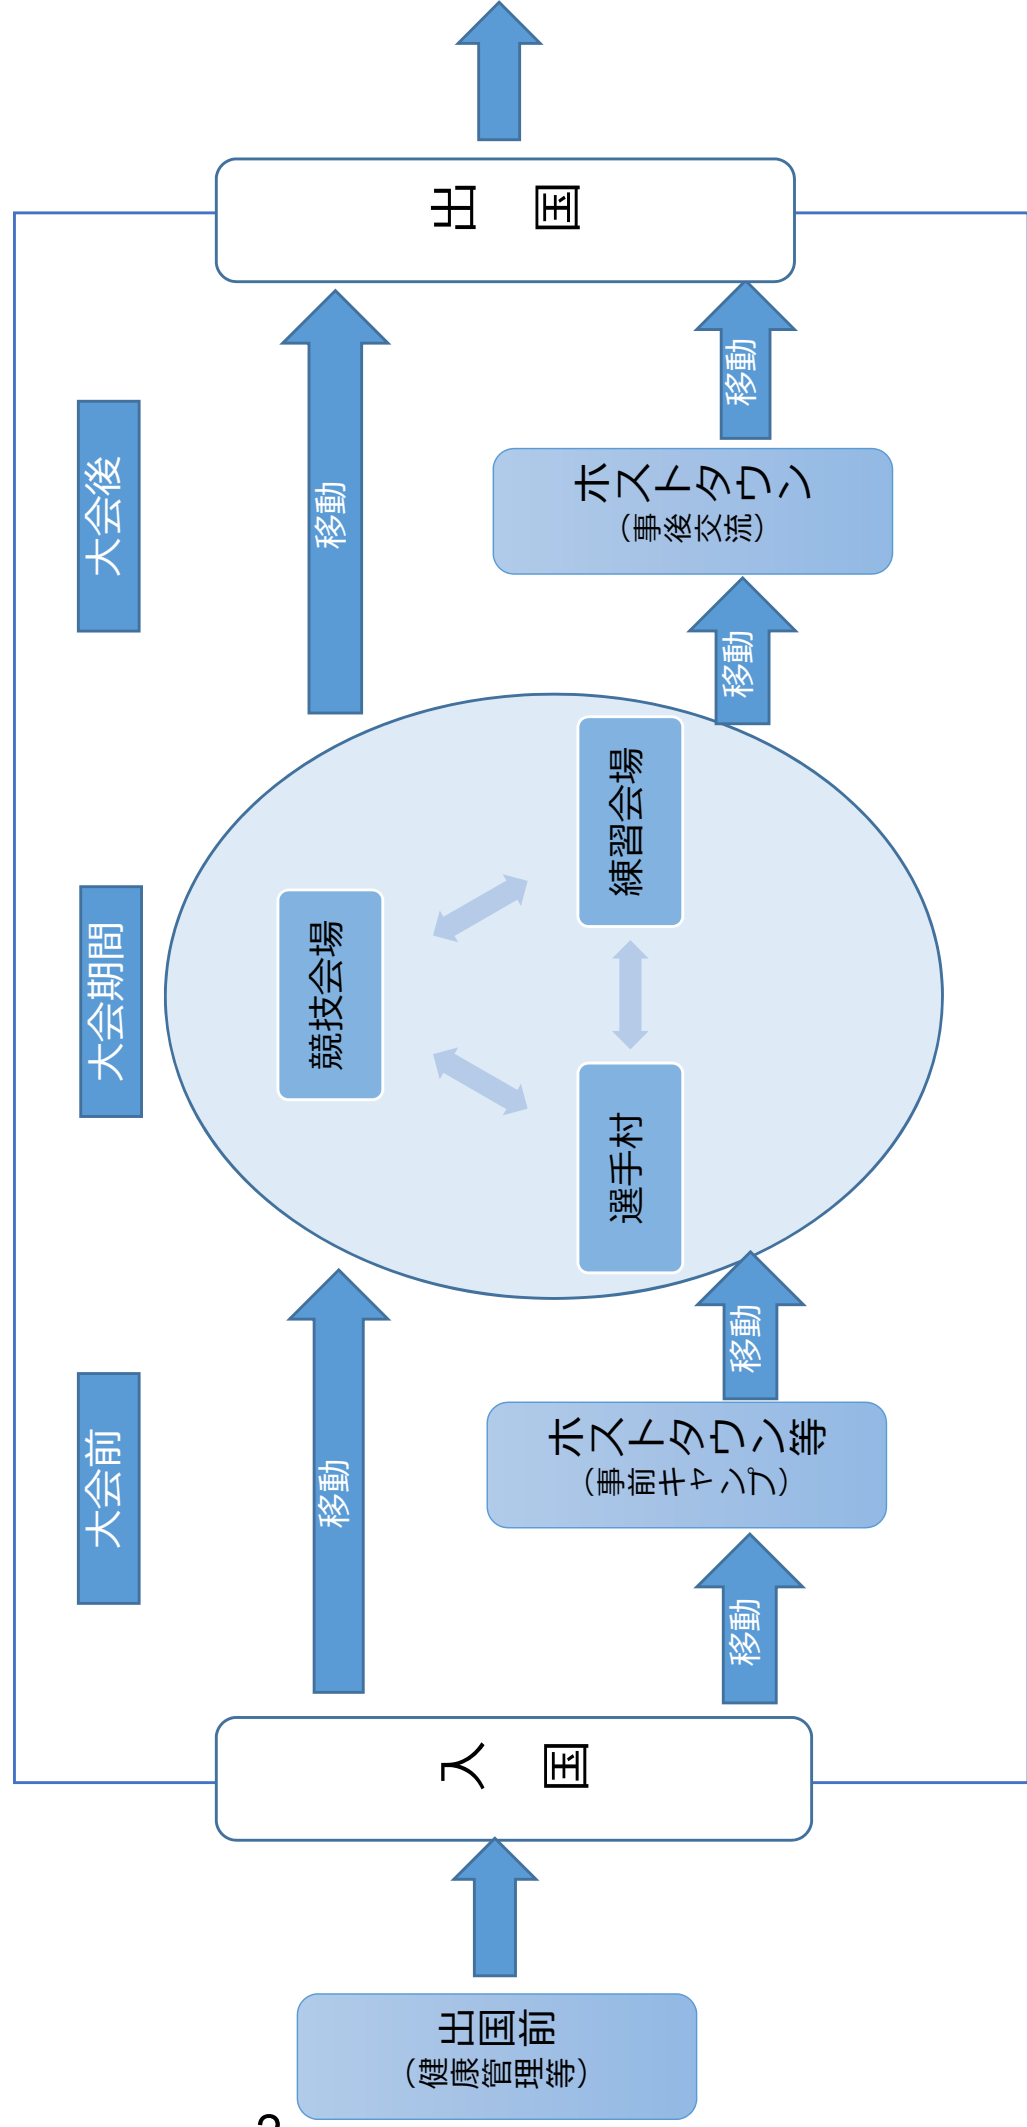 大会前
大会期間
大会後
出国前
(健康管理等)
入国
移動
移動
ホストタウン等
(事前キャンプ)
移動
競技会場
選手村
練習会場
移動
移動
ホストタウン
(事後交流)
移動
出国